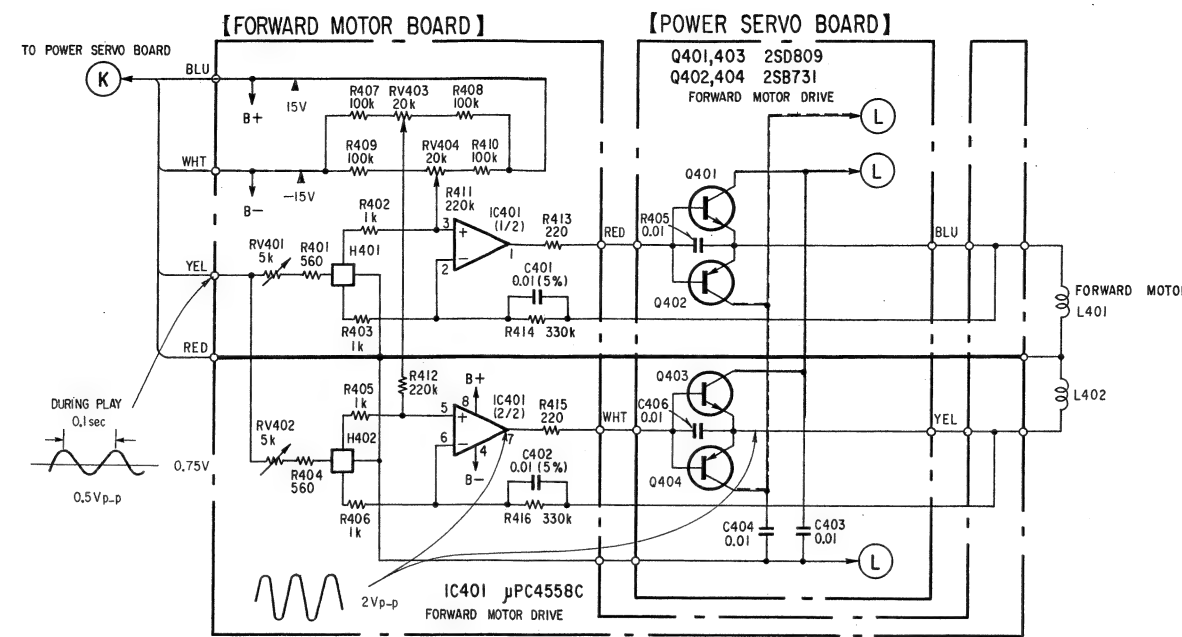 【FORWARD MOTOR BOARD】
【POWER SERVO BOARD】
TO POWER SERVO BOARD
K
BLU
B+
15V
R407
100k
RV403
20k
R408
100k
R409
100k
RV404
20k
R410
100k
WHT
B−
−15V
Q401,403 2SD809
Q402,404 2SB731
FORWARD MOTOR DRIVE
L
L
R411
220k
R402
1k
IC401
(1/2)
3
+
−
2
1
R413
220
RED
RV401
5k
R401
560
H401
YEL
C401
0.01(5%)
R403
1k
R414 330k
Q401
R405
0.01
Q402
BLU
FORWARD MOTO
L401
RED
R412
220k
DURING PLAY
0.1sec
0.75V
0.5Vp-p
R405
1k
B+
8
IC401
(2/2)
5
+
6
−
7
4
B−
R415
220
WHT
RV402
5k
R404
560
H402
C402
0.01(5%)
R406
1k
R416 330k
Q403
C406
0.01
Q404
YEL
L402
C404
0.01
C403
0.01
L
2Vp-p
IC401 μPC4558C
FORWARD MOTOR DRIVE